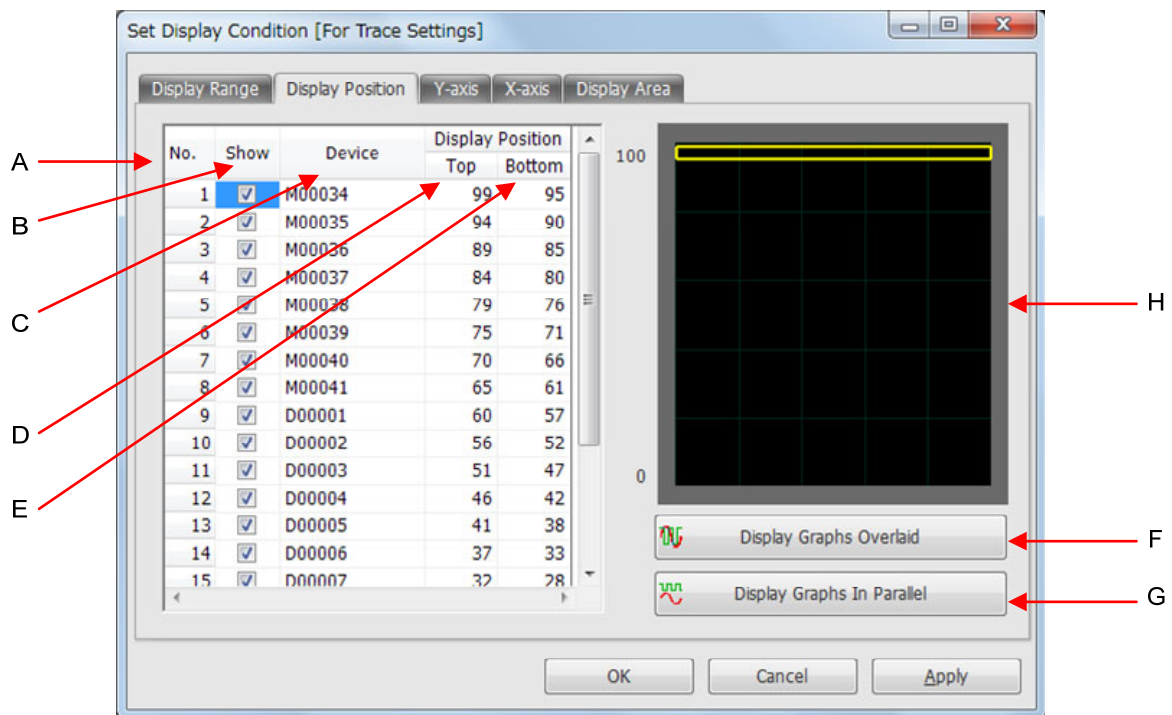 Set Display Condition [For Trace Settings]
Display Range Display Position Y-axis X-axis Display Area
No. Show Device Display Position
Top Bottom
1 M00034 99 95
2 M00035 94 90
3 M00036 89 85
4 M00037 84 80
5 M00038 79 76
6 M00039 75 71
7 M00040 70 66
8 M00041 65 61
9 D00001 60 57
10 D00002 56 52
11 D00003 51 47
12 D00004 46 42
13 D00005 41 38
14 D00006 37 33
15 D00007 32 28
100
0
Display Graphs Overlaid
Display Graphs In Parallel
OK Cancel Apply
A
B
C
D
E
H
F
G